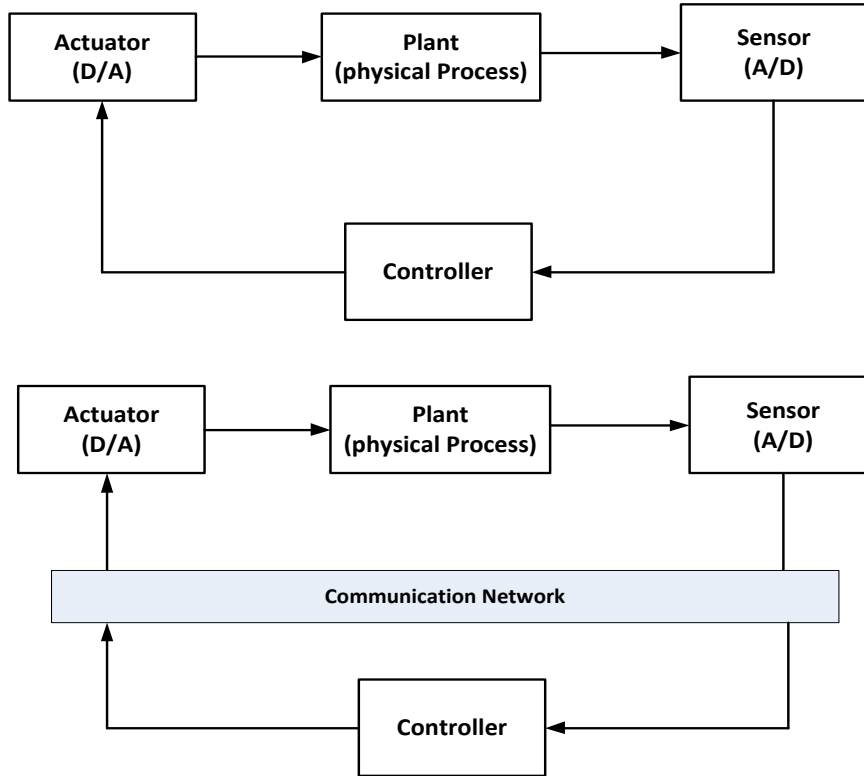 Actuator
(D/A)
Plant
(physical Process)
Sensor
(A/D)
Controller
Actuator
(D/A)
Plant
(physical Process)
Sensor
(A/D)
Communication Network
Controller